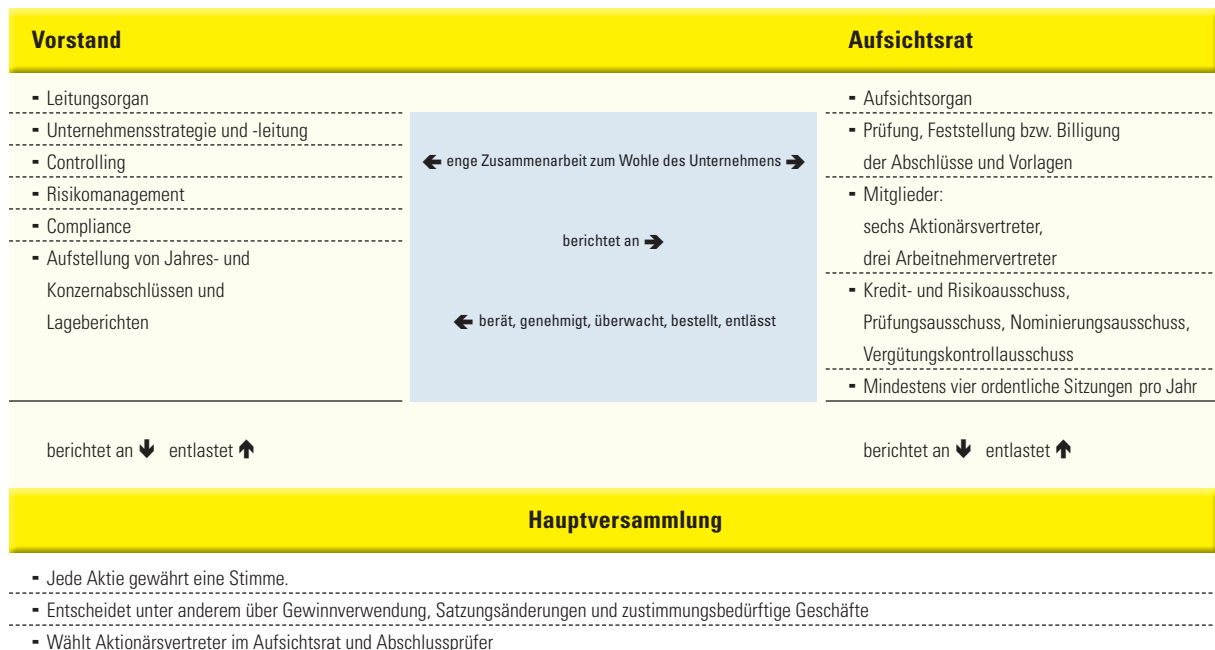 Vorstand
Aufsichtsrat
- Leitungsorgan
- Unternehmensstrategie und -leitung
- Controlling
- Risikomanagement
- Compliance
- Aufstellung von Jahres- und
Konzernabschlüssen und
Lageberichten
🡸 enge Zusammenarbeit zum Wohle des Unternehmens 🡺
berichtet an 🡺
🡸 berät, genehmigt, überwacht, bestellt, entlässt
- Aufsichtsorgan
- Prüfung, Feststellung bzw. Billigung
der Abschlüsse und Vorlagen
- Mitglieder:
sechs Aktionärsvertreter,
drei Arbeitnehmervertreter
- Kredit- und Risikoausschuss,
Prüfungsausschuss, Nominierungsausschuss,
Vergütungskontrollausschuss
- Mindestens vier ordentliche Sitzungen pro Jahr
berichtet an 🡻 entlastet 🡹
berichtet an 🡻 entlastet 🡹
Hauptversammlung
- Jede Aktie gewährt eine Stimme.
- Entscheidet unter anderem über Gewinnverwendung, Satzungsänderungen und zustimmungsbedürftige Geschäfte
- Wählt Aktionärsvertreter im Aufsichtsrat und Abschlussprüfer